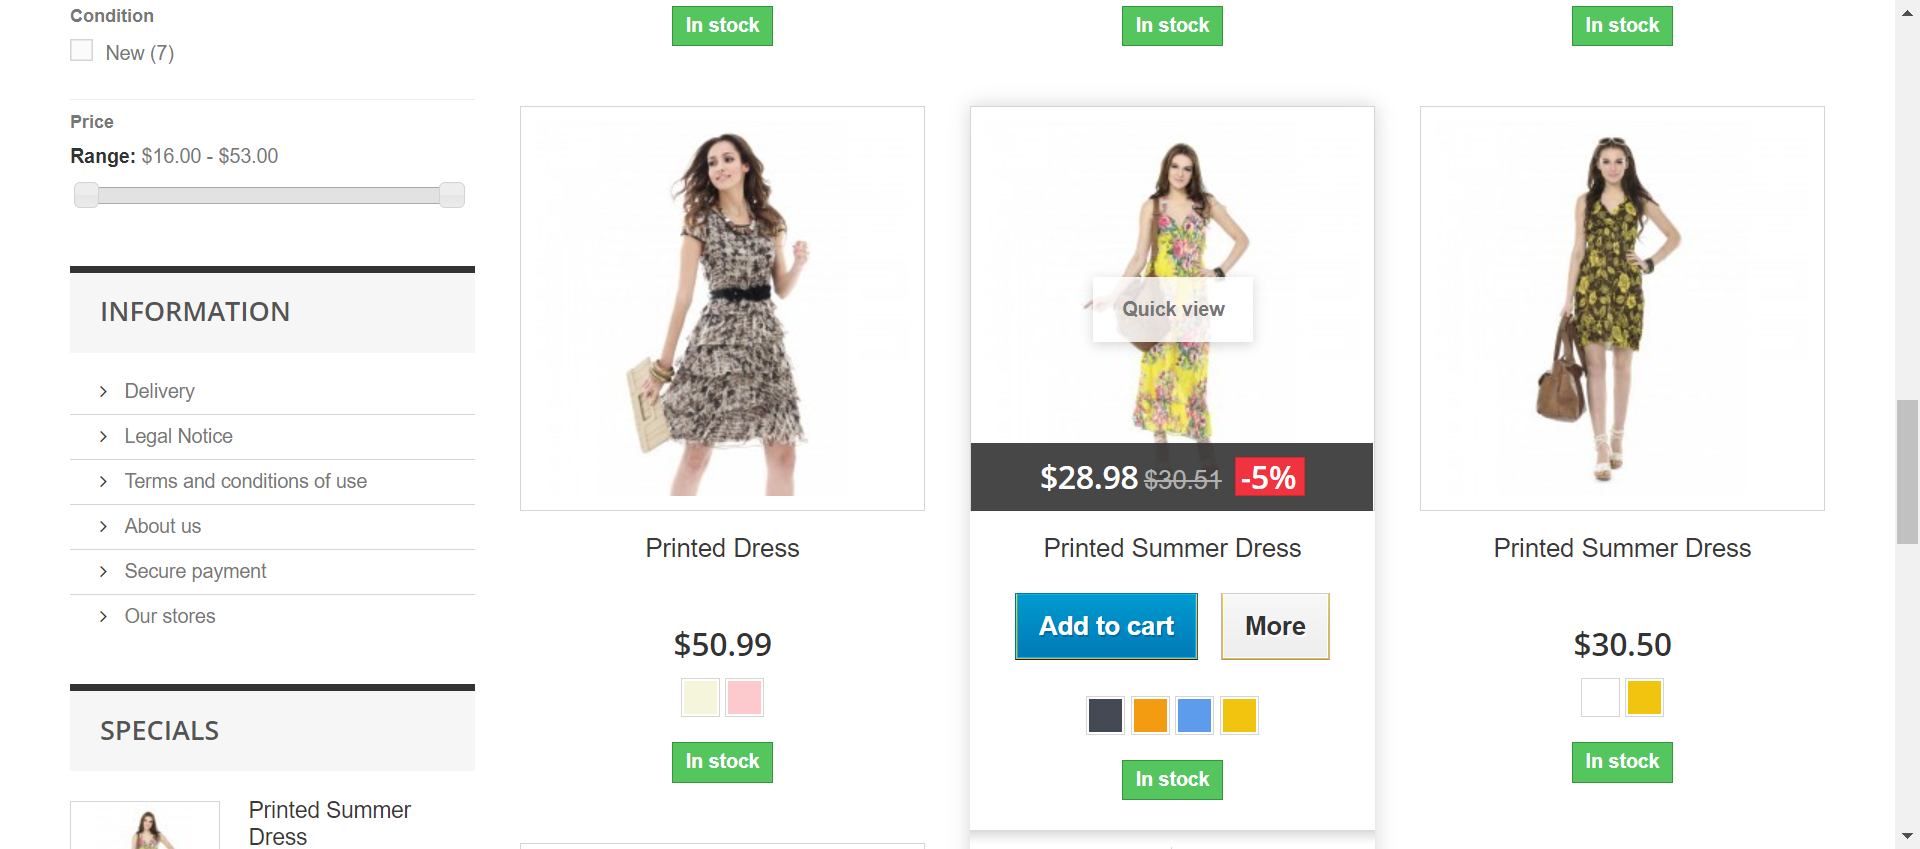 Condition
New (7)
Price
Range: $16.00 - $53.00
INFORMATION
Delivery
Legal Notice
Terms and conditions of use
About us
Secure payment
Our stores
SPECIALS
Printed Summer
Dress
In stock
In stock
In stock
Printed Dress
$50.99
In stock
Quick view
$28.98 $30.51 -5%
Printed Summer Dress
Add to cart
More
In stock
Printed Summer Dress
$30.50
In stock